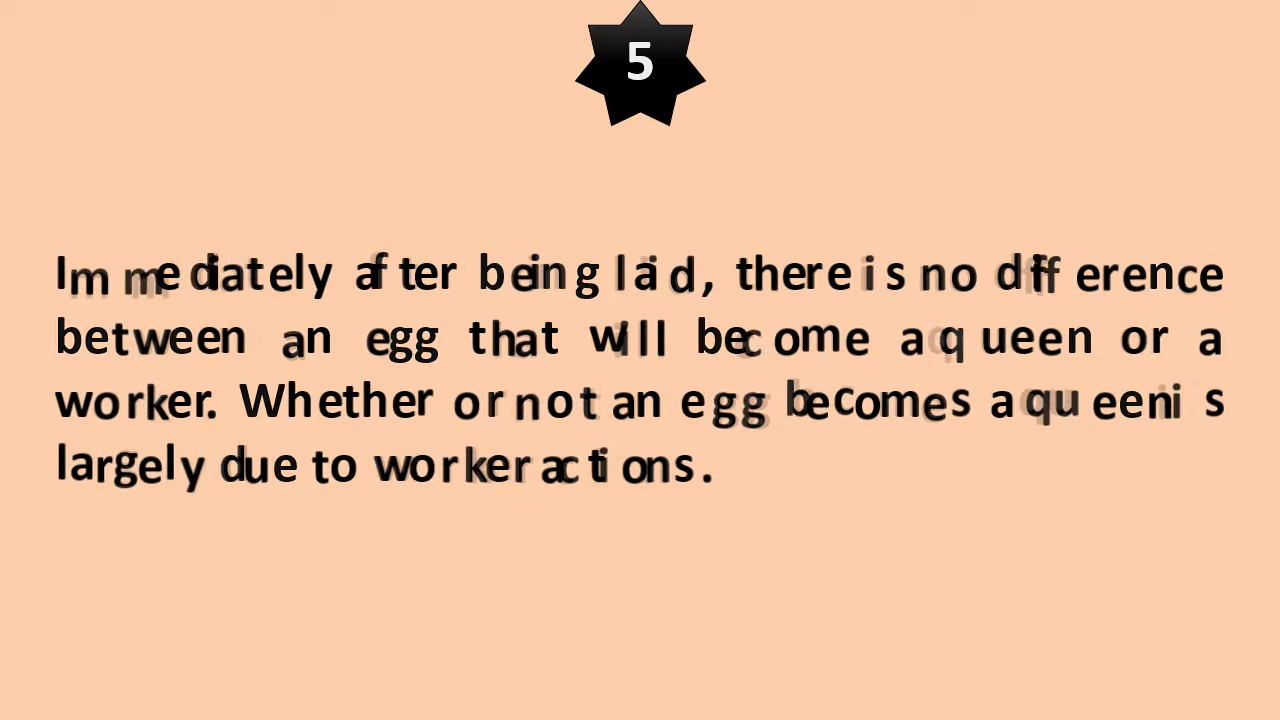 5
Immediately after being laid, there is no difference
between an egg that will become a queen or a
worker. Whether or not an egg becomes a queen is
largely due to worker actions.